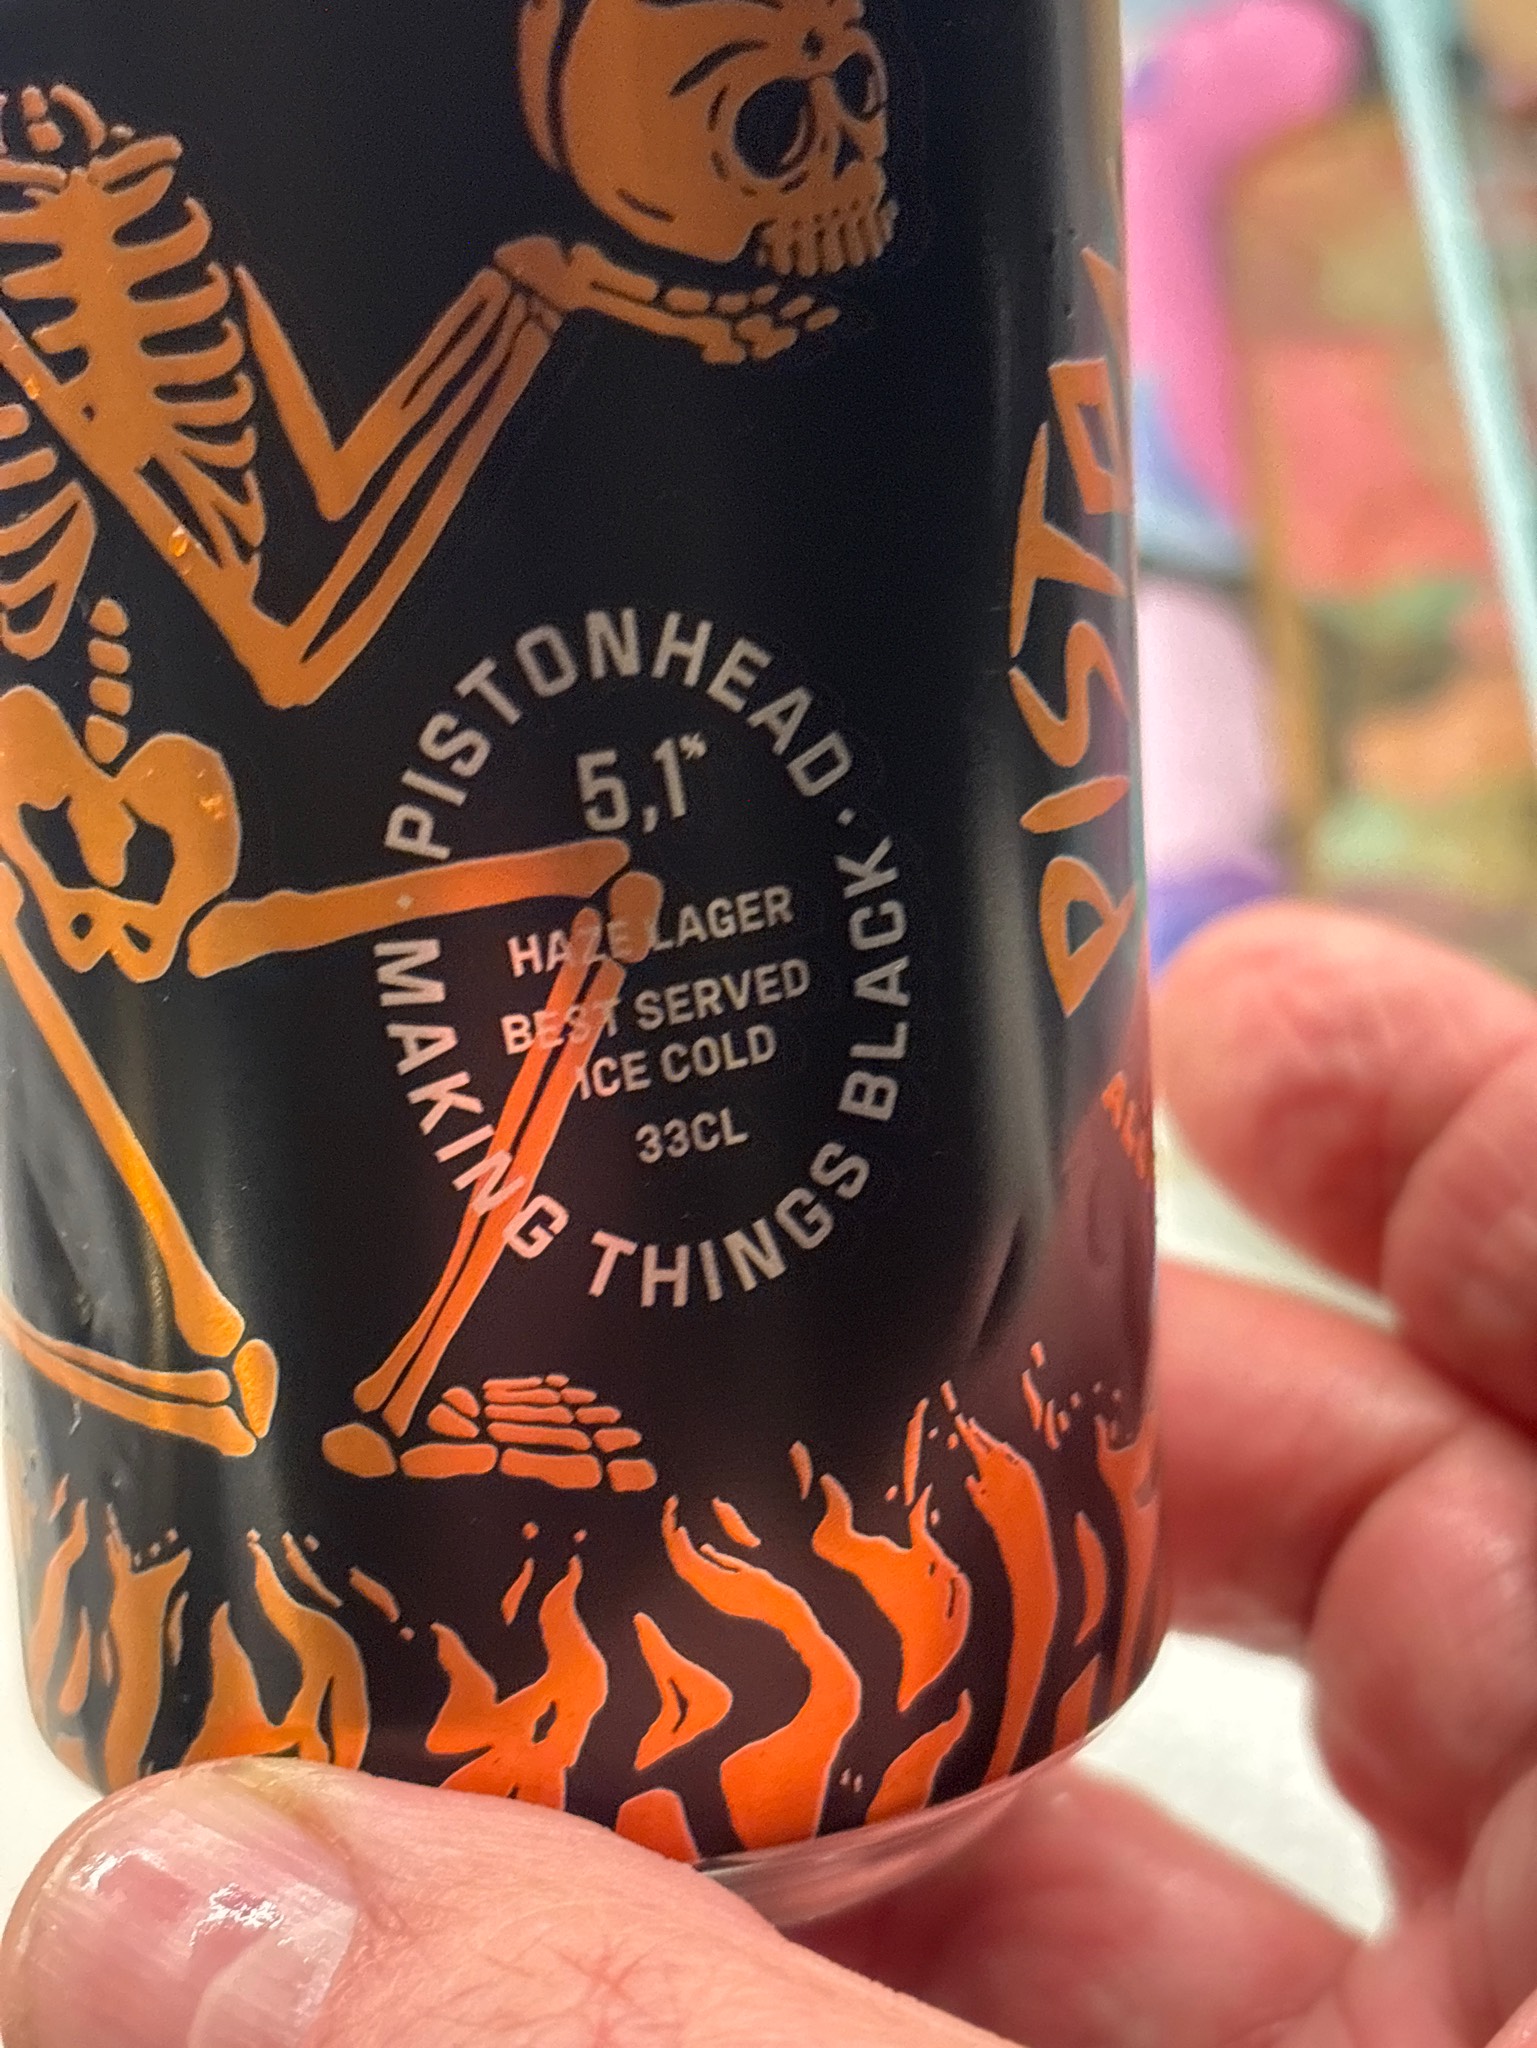 PISTONHEAD · MAKING THINGS BLACK ·
5,1%
HAZE LAGER
BEST SERVED
ICE COLD
33CL